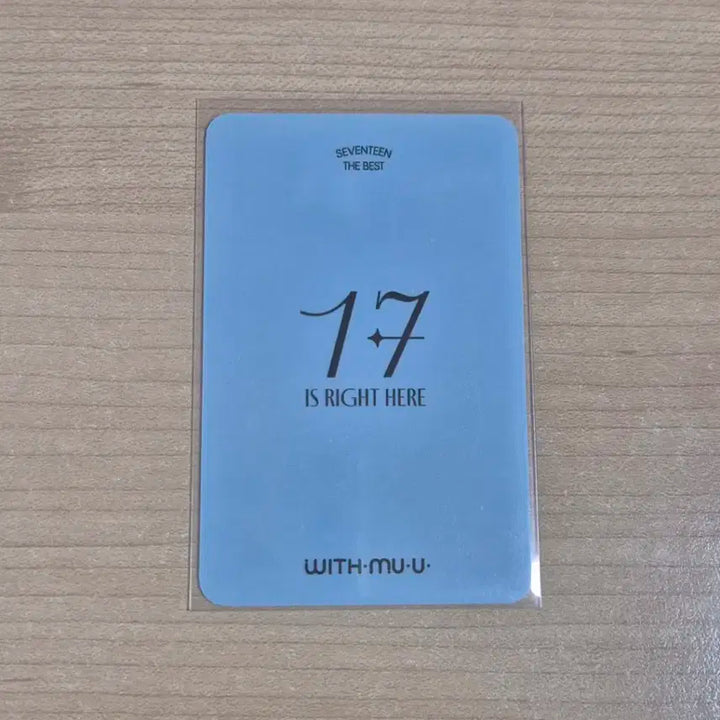 SEVENTEEN
THE BEST
17
IS RIGHT HERE
WITH·MU·U·